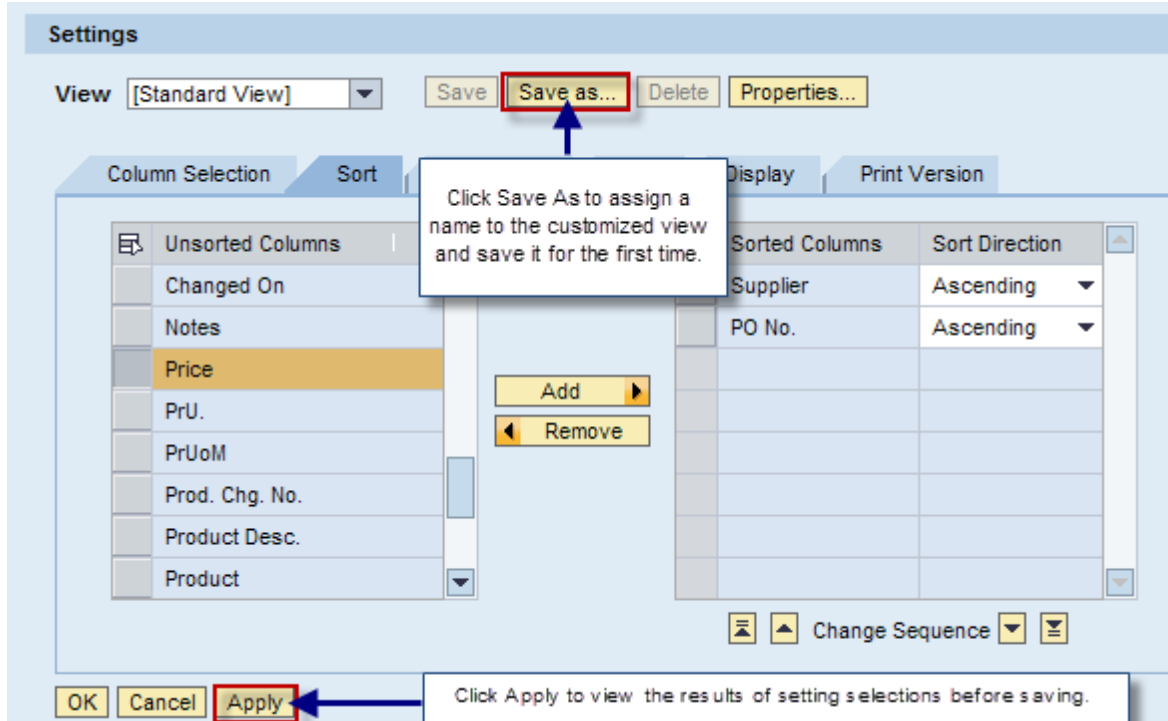 Settings
View [Standard View] Save Save as... Delete Properties...
Column Selection Sort Display Print Version
Click Save As to assign a
name to the customized view
and save it for the first time.
Unsorted Columns Sorted Columns Sort Direction
Changed On Supplier Ascending
Notes PO No. Ascending
Price
Add
PrU.
Remove
PrUoM
Prod. Chg. No.
Product Desc.
Product
Change Sequence
OK Cancel Apply Click Apply to view the results of setting selections before saving.